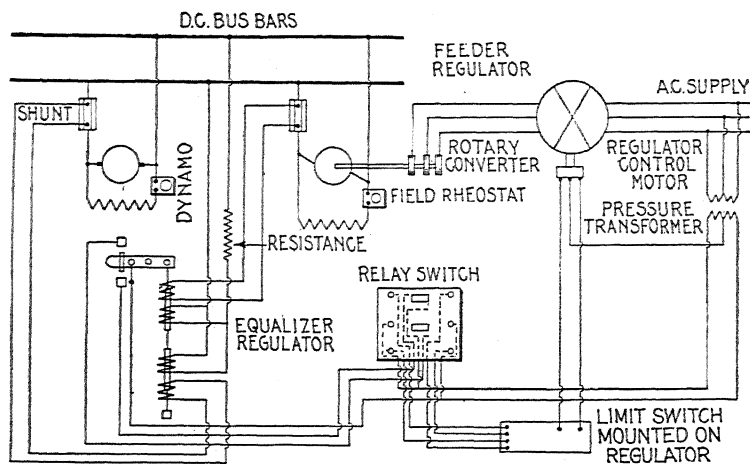 D.C. BUS BARS
FEEDER
REGULATOR
A.C. SUPPLY
SHUNT
DYNAMO
ROTARY
CONVERTER
REGULATOR
CONTROL
MOTOR
FIELD RHEOSTAT
PRESSURE
TRANSFORMER
RESISTANCE
RELAY SWITCH
EQUALIZER
REGULATOR
LIMIT SWITCH
MOUNTED ON
REGULATOR